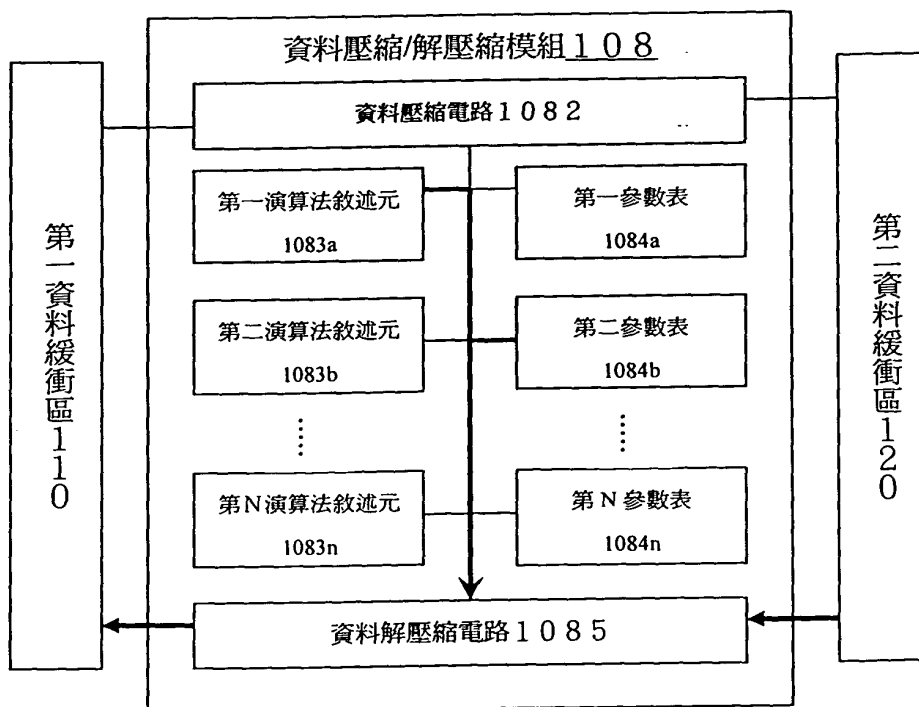 資料壓縮/解壓縮模組108
資料壓縮電路1082
第一演算法敘述元
1083a
第一參數表
1084a
第二演算法敘述元
1083b
第二參數表
1084b
第N演算法敘述元
1083n
第N參數表
1084n
資料解壓縮電路1085
第一資料緩衝區110
第二資料緩衝區120